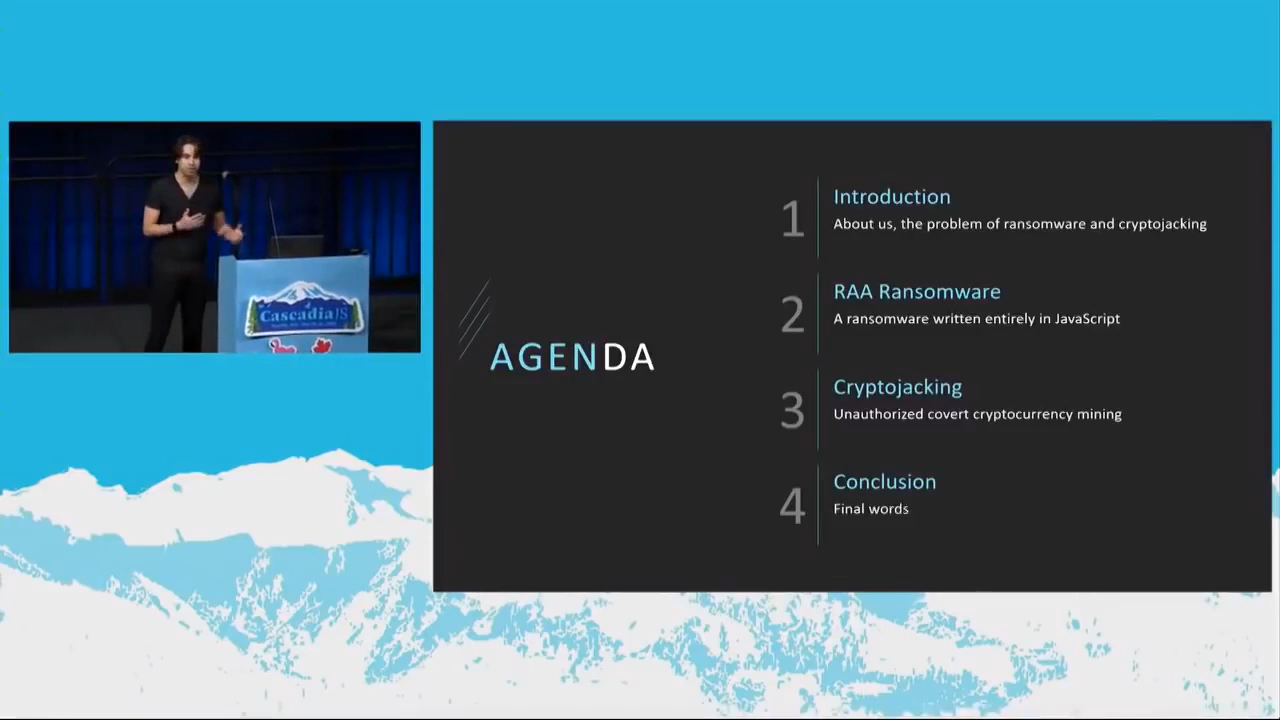 CascadiaJS
AGENDA
1
Introduction
About us, the problem of ransomware and cryptojacking
2
RAA Ransomware
A ransomware written entirely in JavaScript
3
Cryptojacking
Unauthorized covert cryptocurrency mining
4
Conclusion
Final words